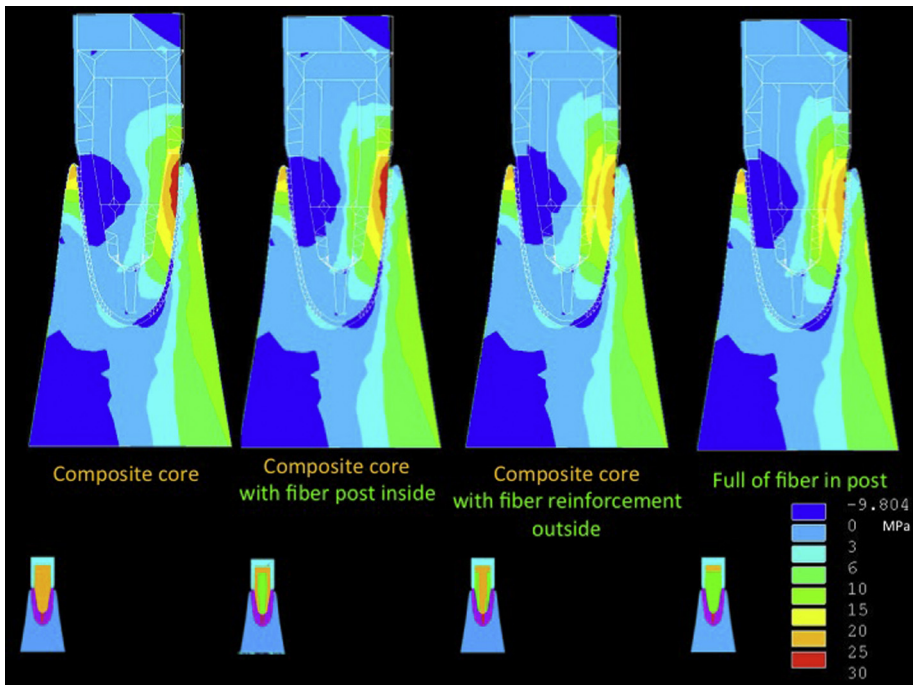 Composite core
Composite core
with fiber post inside
Composite core
with fiber reinforcement
outside
Full of fiber in post
-9.804
0 MPa
3
6
10
15
20
25
30